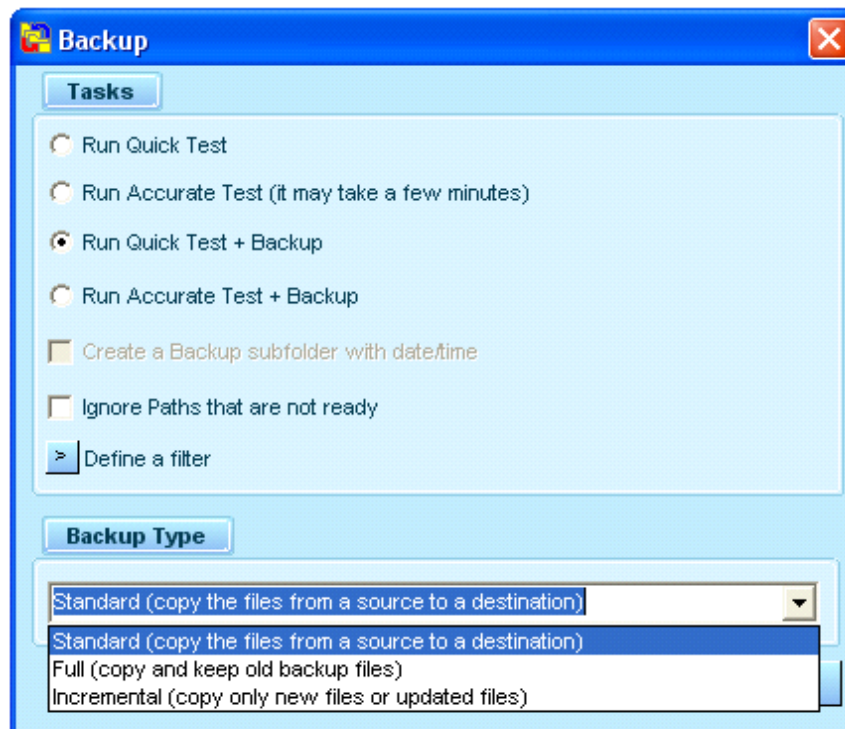 Backup
Tasks
Run Quick Test
Run Accurate Test (it may take a few minutes)
Run Quick Test + Backup
Run Accurate Test + Backup
Create a Backup subfolder with date/time
Ignore Paths that are not ready
> Define a filter
Backup Type
Standard (copy the files from a source to a destination)
Standard (copy the files from a source to a destination)
Full (copy and keep old backup files)
Incremental (copy only new files or updated files)